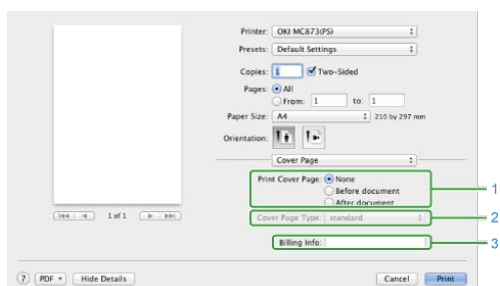 Printer: OKI MC873(PS)
Presets: Default Settings
Copies: 1 Two-Sided
Pages: All
From: 1 to: 1
Paper Size: A4 210 by 297 mm
Orientation:
Cover Page
Print Cover Page: None
Before document
After document
1
Cover Page Type: standard
2
Billing Info:
3
1 of 1
? PDF Hide Details Cancel Print